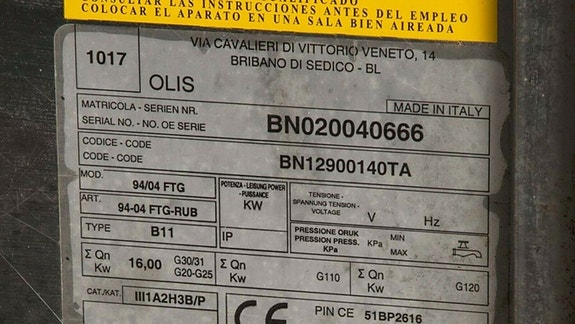 CONSULTAR LAS INSTRUCCIONES ANTES DEL EMPLEO
COLOCAR EL APARATO EN UNA SALA BIEN AIREADA
VIA CAVALIERI DI VITTORIO VENETO, 14
BRIBANO DI SEDICO - BL
1017
OLIS
MADE IN ITALY
MATRICOLA - SERIEN NR.
SERIAL NO. - NO. OE SERIE
BN020040666
CODICE - CODE
CODE - CODE
BN12900140TA
MOD.
94/04 FTG
ART.
94-04 FTG-RUB
TYPE B11
POTENZA - LEISUNG POWER
- PUISSANCE
KW
IP
TENSIONE -
SPANNUNG TENSION -
VOLTAGE
V Hz
PRESSIONE DRUK
PRESSION PRESS. KPa
MIN
MAX KPa
Σ Qn
Kw
16,00
G30/31
G20-G25
Σ Qn
Kw
G110
Σ Qn
Kw
G120
CAT./KAT. III1A2H3B/P
CE
PIN CE 51BP2616